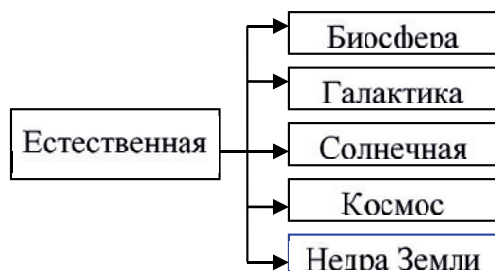 Биосфера
Галактика
Естественная
Солнечная
Космос
Недра Земли